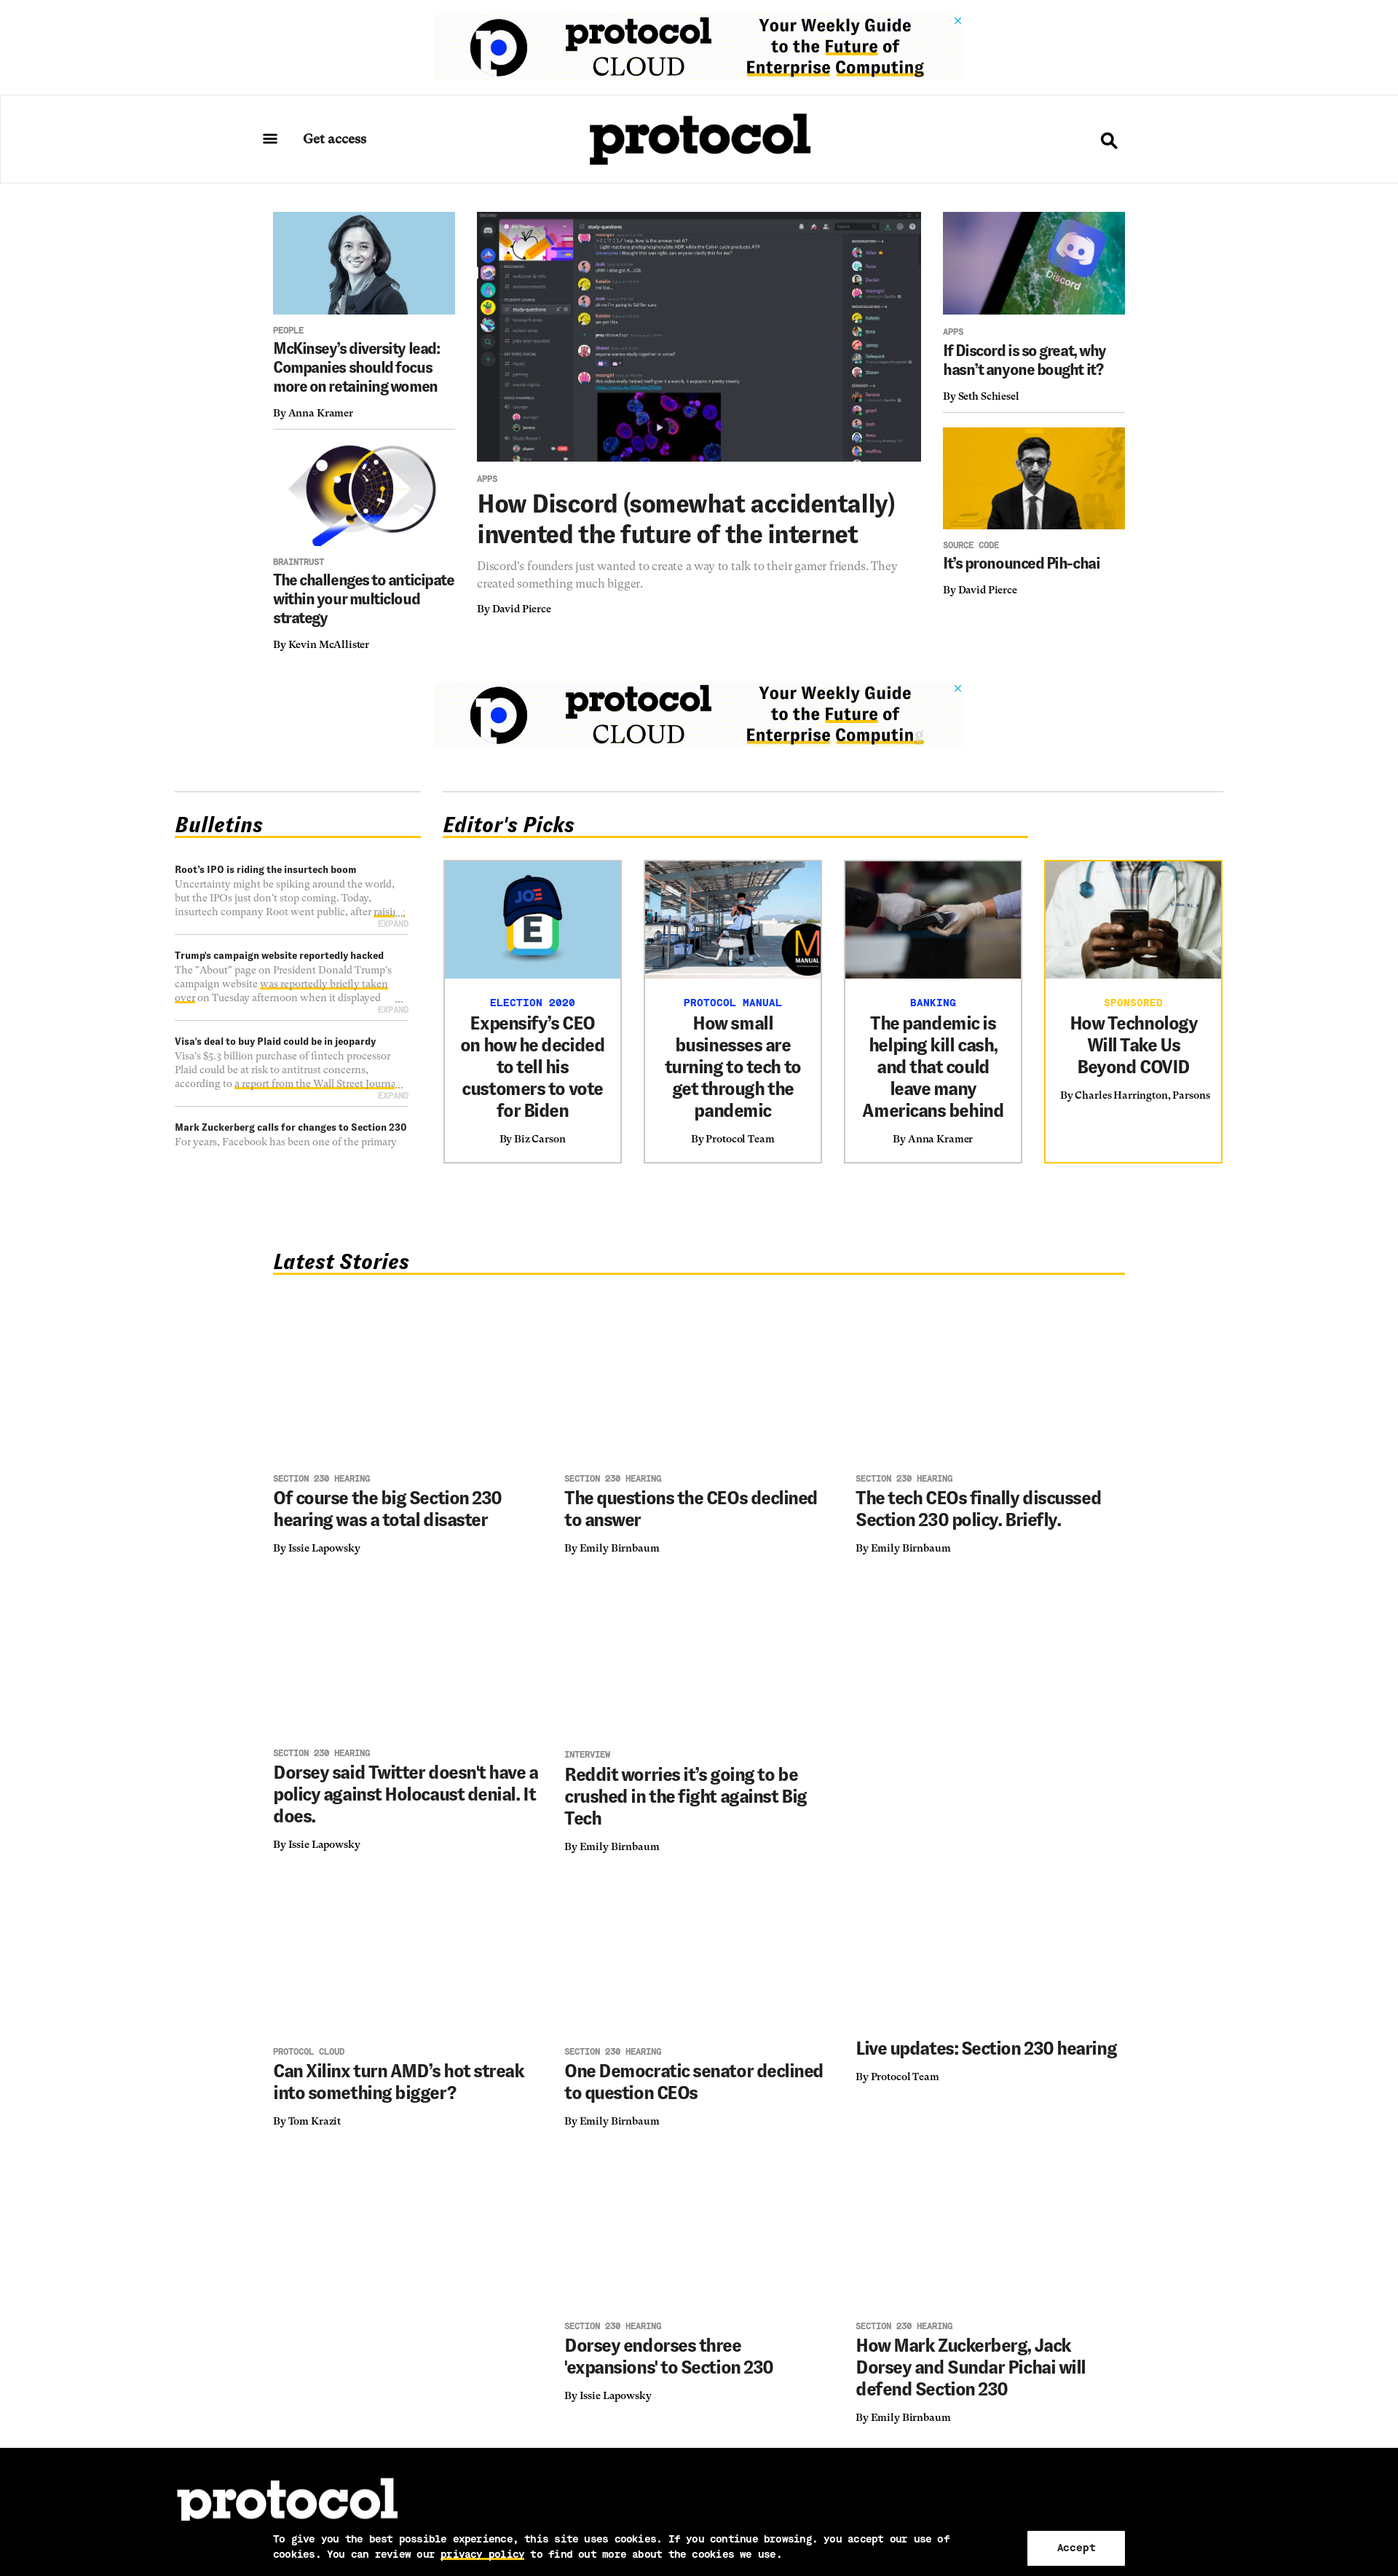 protocol
CLOUD
Your Weekly Guide
to the Future of
Enterprise Computing
Get access
protocol
PEOPLE
McKinsey’s diversity lead:
Companies should focus
more on retaining women
By Anna Kramer
BRAINTRUST
The challenges to anticipate
within your multicloud
strategy
By Kevin McAllister
study-questions
APPS
How Discord (somewhat accidentally)
invented the future of the internet
Discord’s founders just wanted to create a way to talk to their gamer friends. They
created something much bigger.
By David Pierce
Discord
APPS
If Discord is so great, why
hasn’t anyone bought it?
By Seth Schiesel
SOURCE CODE
It’s pronounced Pih-chai
By David Pierce
protocol
CLOUD
Your Weekly Guide
to the Future of
Enterprise Computing
Bulletins
Root’s IPO is riding the insurtech boom
Uncertainty might be spiking around the world,
but the IPOs just don’t stop coming. Today,
insurtech company Root went public, after raisin...
EXPAND
Trump's campaign website reportedly hacked
The "About" page on President Donald Trump's
campaign website was reportedly briefly taken
over on Tuesday afternoon when it displayed ...
EXPAND
Visa's deal to buy Plaid could be in jeopardy
Visa's $5.3 billion purchase of fintech processor
Plaid could be at risk to antitrust concerns,
according to a report from the Wall Street Journa...
EXPAND
Mark Zuckerberg calls for changes to Section 230
For years, Facebook has been one of the primary
Editor's Picks
JOE
E
ELECTION 2020
Expensify’s CEO
on how he decided
to tell his
customers to vote
for Biden
By Biz Carson
M
MANUAL
PROTOCOL MANUAL
How small
businesses are
turning to tech to
get through the
pandemic
By Protocol Team
BANKING
The pandemic is
helping kill cash,
and that could
leave many
Americans behind
By Anna Kramer
SPONSORED
How Technology
Will Take Us
Beyond COVID
By Charles Harrington, Parsons
Latest Stories
SECTION 230 HEARING
Of course the big Section 230
hearing was a total disaster
By Issie Lapowsky
SECTION 230 HEARING
The questions the CEOs declined
to answer
By Emily Birnbaum
SECTION 230 HEARING
The tech CEOs finally discussed
Section 230 policy. Briefly.
By Emily Birnbaum
SECTION 230 HEARING
Dorsey said Twitter doesn't have a
policy against Holocaust denial. It
does.
By Issie Lapowsky
INTERVIEW
Reddit worries it’s going to be
crushed in the fight against Big
Tech
By Emily Birnbaum
PROTOCOL CLOUD
Can Xilinx turn AMD’s hot streak
into something bigger?
By Tom Krazit
SECTION 230 HEARING
One Democratic senator declined
to question CEOs
By Emily Birnbaum
Live updates: Section 230 hearing
By Protocol Team
SECTION 230 HEARING
Dorsey endorses three
'expansions' to Section 230
By Issie Lapowsky
SECTION 230 HEARING
How Mark Zuckerberg, Jack
Dorsey and Sundar Pichai will
defend Section 230
By Emily Birnbaum
protocol
To give you the best possible experience, this site uses cookies. If you continue browsing. you accept our use of
cookies. You can review our privacy policy to find out more about the cookies we use.
Accept